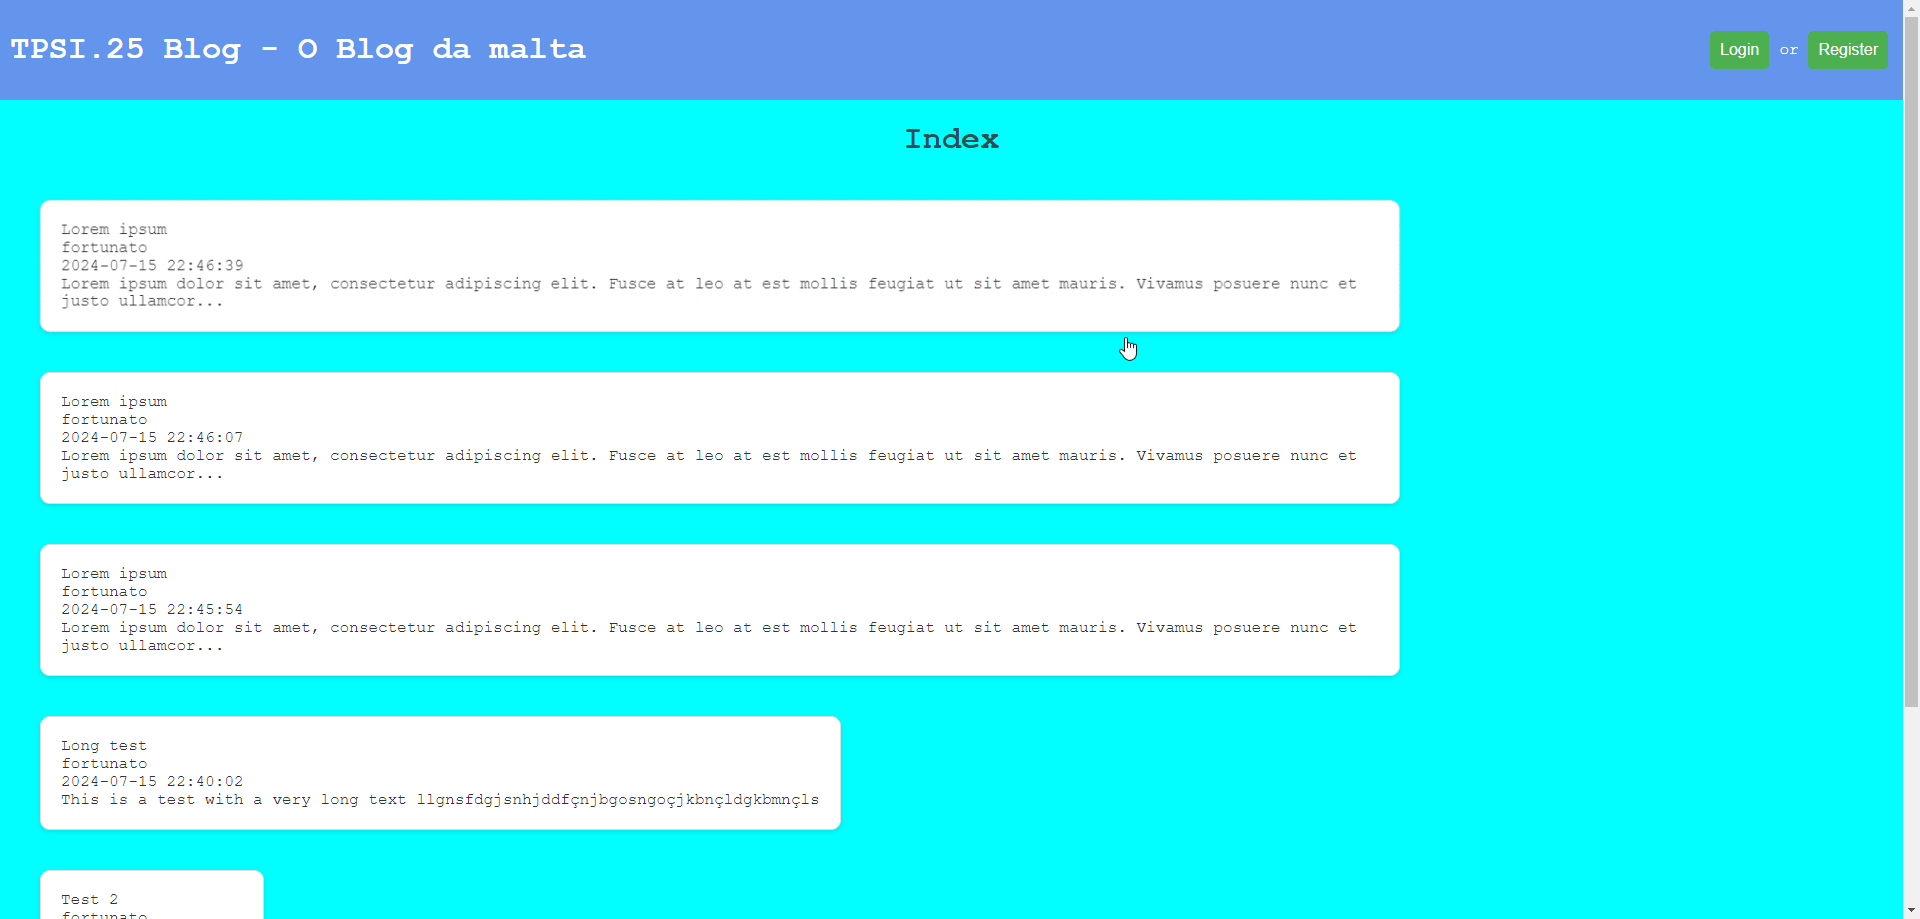 TPSI.25 Blog - O Blog da malta
Login or Register
Index
Lorem ipsum
fortunato
2024-07-15 22:46:39
Lorem ipsum dolor sit amet, consectetur adipiscing elit. Fusce at leo at est mollis feugiat ut sit amet mauris. Vivamus posuere nunc et
justo ullamcor...
Lorem ipsum
fortunato
2024-07-15 22:46:07
Lorem ipsum dolor sit amet, consectetur adipiscing elit. Fusce at leo at est mollis feugiat ut sit amet mauris. Vivamus posuere nunc et
justo ullamcor...
Lorem ipsum
fortunato
2024-07-15 22:45:54
Lorem ipsum dolor sit amet, consectetur adipiscing elit. Fusce at leo at est mollis feugiat ut sit amet mauris. Vivamus posuere nunc et
justo ullamcor...
Long test
fortunato
2024-07-15 22:40:02
This is a test with a very long text llgnsfdgjsnhjddfçnjbgosngoçjkbnçldgkbmnçls
Test 2
fortunato